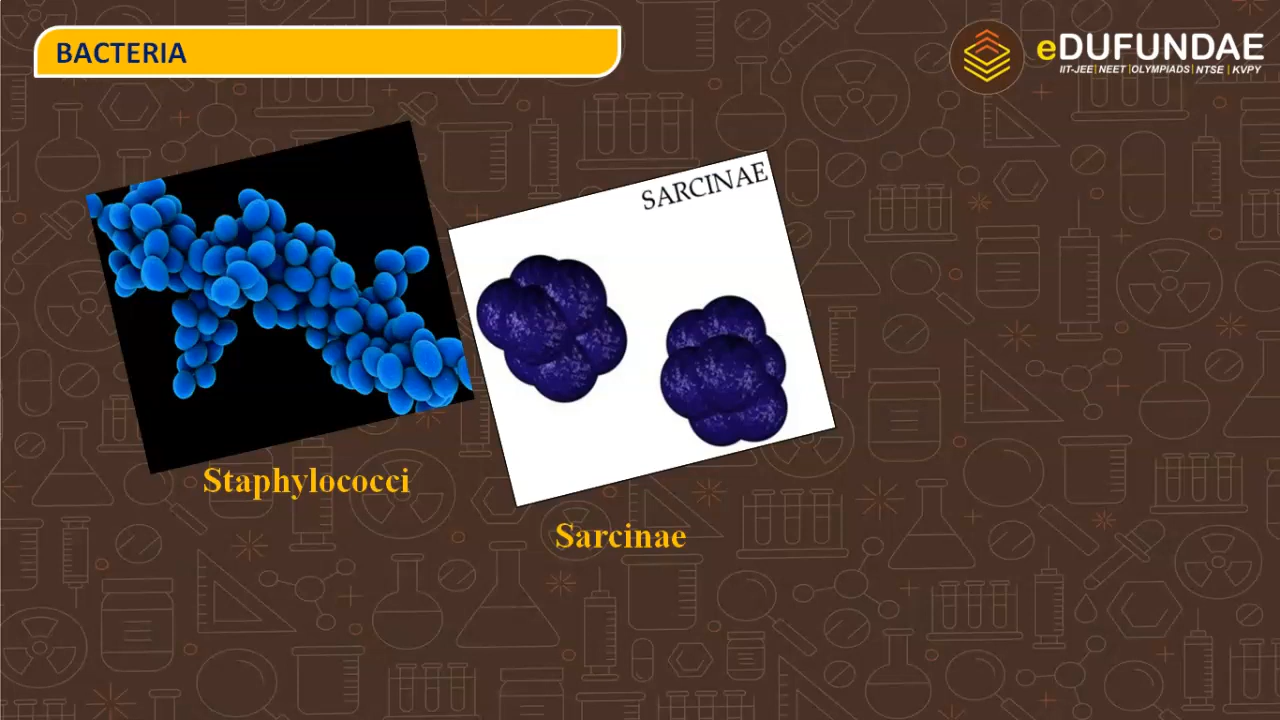 BACTERIA
eDUFUNDAE
IIT-JEE| NEET |OLYMPIADS| NTSE | KVPY
SARCINAE
Staphylococci
Sarcinae